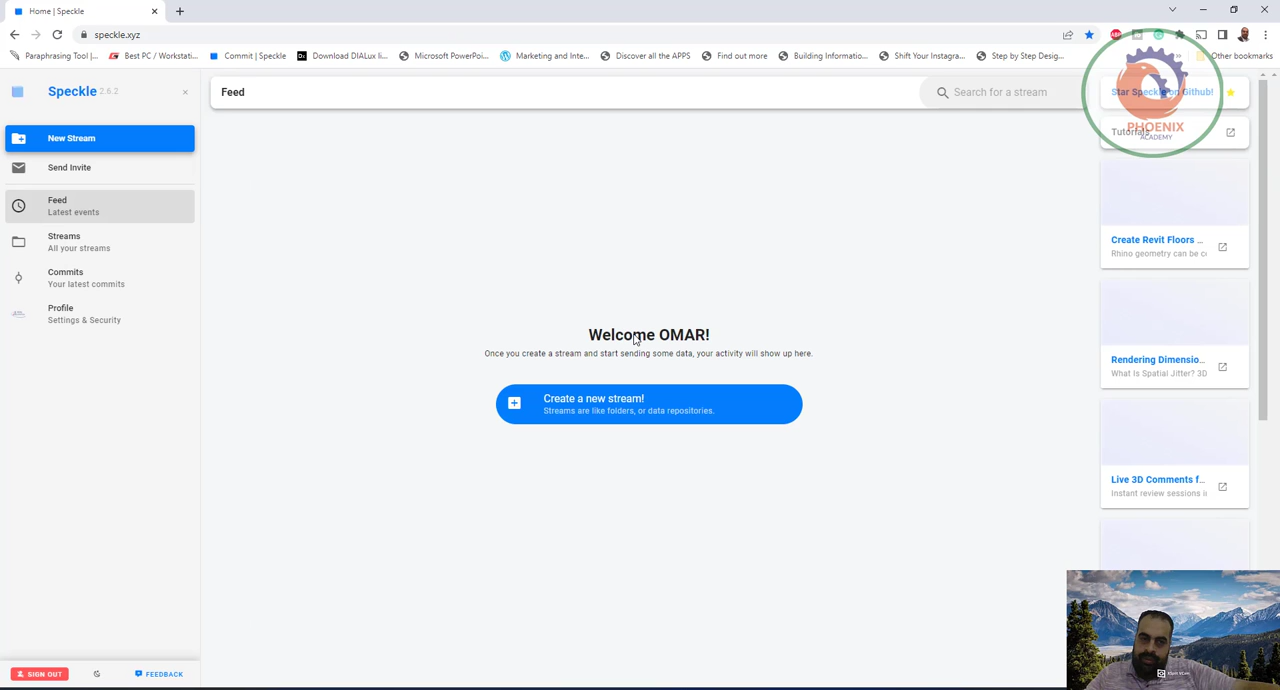 Home | Speckle
speckle.xyz
Paraphrasing Tool |...
Best PC / Workstati...
Commit | Speckle
Download DIALux li...
Microsoft PowerPoi...
Marketing and Inte...
Discover all the APPS
Find out more
Building Informatio...
Shift Your Instagra...
Step by Step Desig...
»
Other bookmarks
Speckle 2.6.2
New Stream
Send Invite
Feed
Latest events
Streams
All your streams
Commits
Your latest commits
Profile
Settings & Security
SIGN OUT
FEEDBACK
Feed
Search for a stream
Welcome OMAR!
Once you create a stream and start sending some data, your activity will show up here.
Create a new stream!
Streams are like folders, or data repositories.
Star Speckle on Github!
PHOENIX
ACADEMY
Tutorials
Create Revit Floors ...
Rhino geometry can be c
Rendering Dimensio...
What Is Spatial Jitter? 3D
Live 3D Comments f...
Instant review sessions i